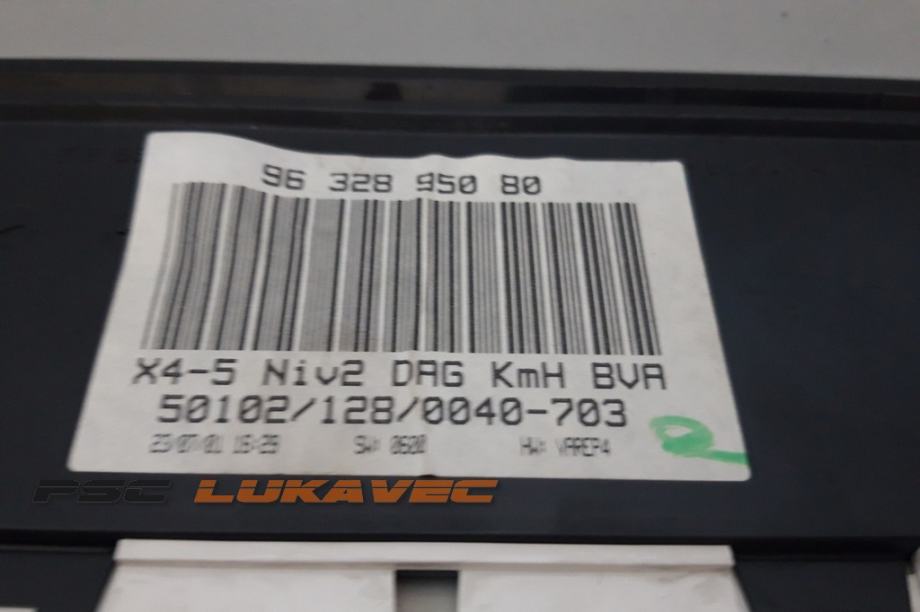 96 328 950 80
X4-5 Niv2 DAG KmH BVA
50102/128/0040-703
23/07/01 16:29 SW: 0600 HW: VAREP4
PSC LUKAVEC